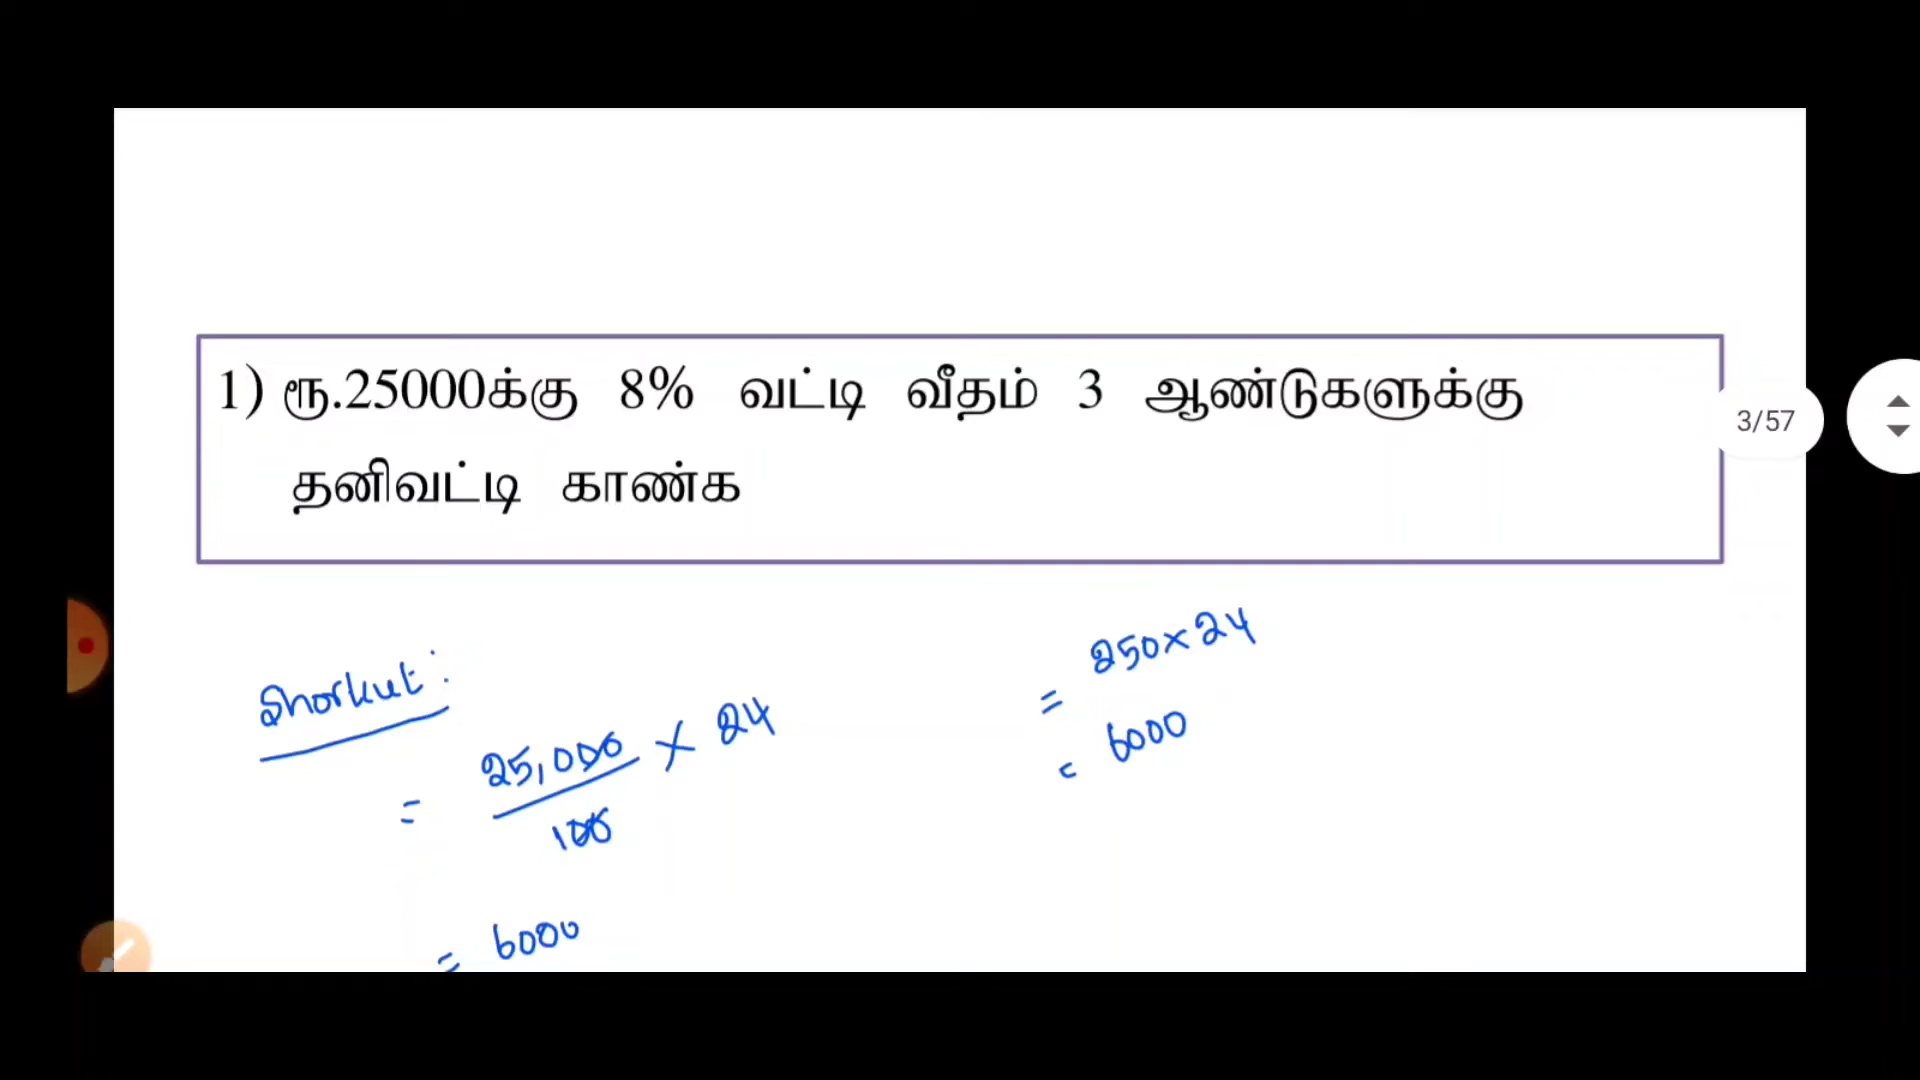 1) ரூ.25000க்கு 8% வட்டி வீதம் 3 ஆண்டுகளுக்கு
தனிவட்டி காண்க
3/57
Shorkut:
= 25,000/100 × 24
= 6000
= 250×24
= 6000